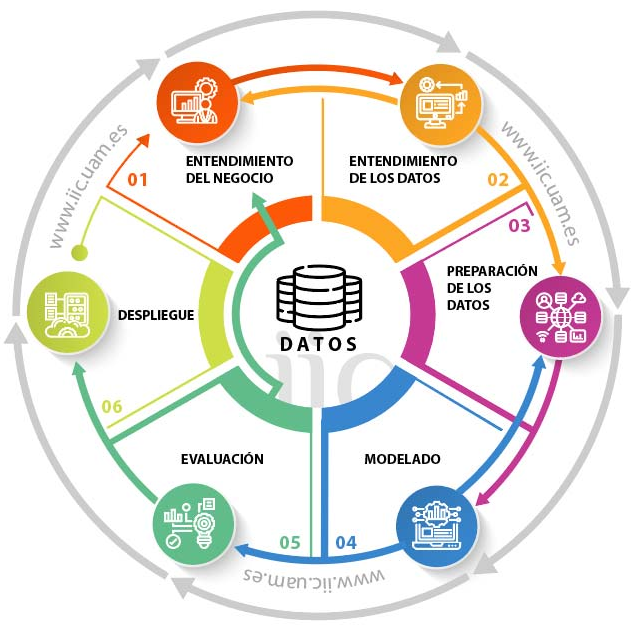 www.iic.uam.es
www.iic.uam.es
01
ENTENDIMIENTO
DEL NEGOCIO
ENTENDIMIENTO
DE LOS DATOS
02
03
PREPARACIÓN
DE LOS
DATOS
DESPLIEGUE
DATOS
iic
06
EVALUACIÓN
MODELADO
05
04
www.iic.uam.es